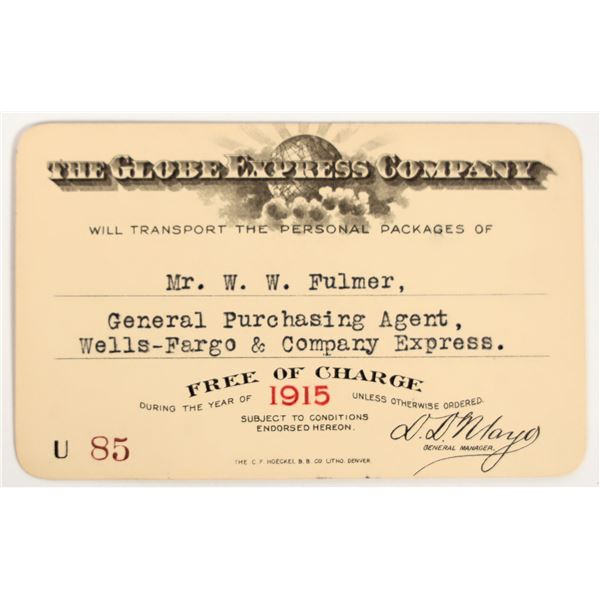 THE GLOBE EXPRESS COMPANY
WILL TRANSPORT THE PERSONAL PACKAGES OF
Mr. W. W. Fulmer,
General Purchasing Agent,
Wells-Fargo & Company Express.
FREE OF CHARGE
DURING THE YEAR OF 1915 UNLESS OTHERWISE ORDERED.
SUBJECT TO CONDITIONS
ENDORSED HEREON.
D. D. Mayo
GENERAL MANAGER.
U 85
THE C. F. HOECKEL B. B. CO LITHO. DENVER.